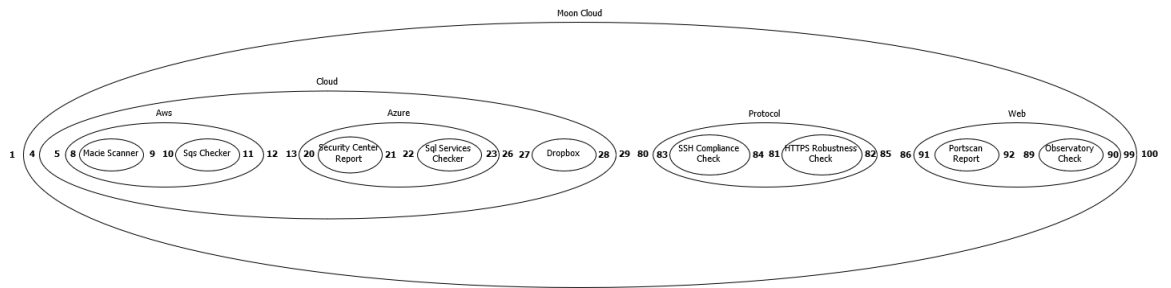 Moon Cloud
Cloud
Aws
Azure
Protocol
Web
1 4 5 8 Macie Scanner 9 10 Sqs Checker 11 12 13 20 Security Center
Report 21 22 Sql Services
Checker 23 26 27 Dropbox 28 29 80 83 SSH Compliance
Check 84 81 HTTPS Robustness
Check 82 85 86 91 Portscan
Report 92 89 Observatory
Check 90 99 100